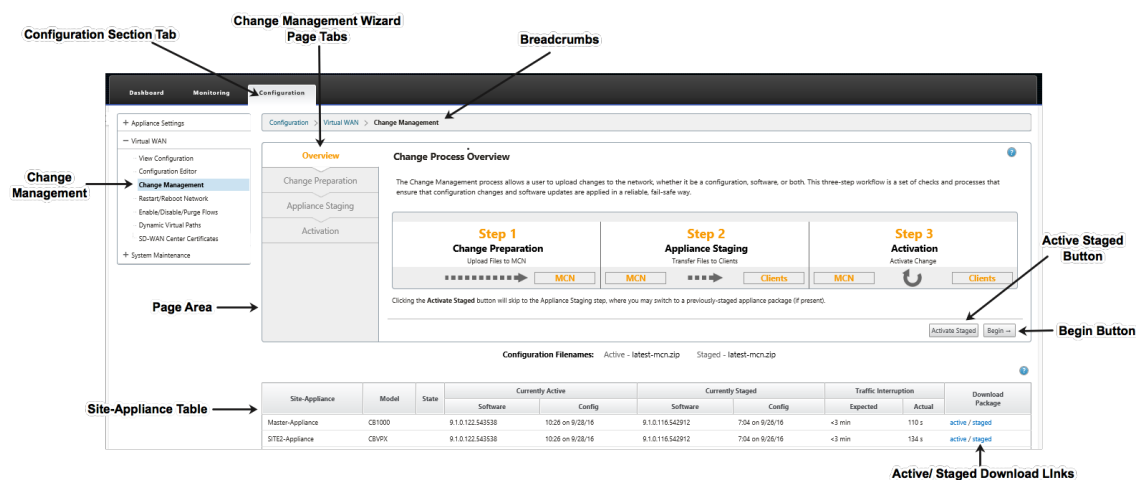 Change Management Wizard
Page Tabs
Configuration Section Tab
Breadcrumbs
Dashboard Monitoring Configuration
+ Appliance Settings
− Virtual WAN
View Configuration
Configuration Editor
Change Management
Restart/Reboot Network
Enable/Disable/Purge Flows
Dynamic Virtual Paths
SD-WAN Center Certificates
+ System Maintenance
Change
Management
Configuration > Virtual WAN > Change Management
Overview
Change Preparation
Appliance Staging
Activation
Change Process Overview
?
The Change Management process allows a user to upload changes to the network, whether it be a configuration, software, or both. This three-step workflow is a set of checks and processes that
ensure that configuration changes and software updates are applied in a reliable, fail-safe way.
Step 1
Change Preparation
Upload Files to MCN
MCN
Step 2
Appliance Staging
Transfer Files to Clients
MCN Clients
Step 3
Activation
Activate Change
MCN Clients
Active Staged
Button
Page Area
Clicking the Activate Staged button will skip to the Appliance Staging step, where you may switch to a previously-staged appliance package (if present).
Activate Staged Begin →
Begin Button
Configuration Filenames: Active - latest-mcn.zip Staged - latest-mcn.zip
?
Site-Appliance Table
Site-Appliance Model State Currently Active Currently Staged Traffic Interruption Download
Package
Software Config Software Config Expected Actual
Master-Appliance CB1000 9.1.0.122.543538 10:26 on 9/28/16 9.1.0.116.542912 7:04 on 9/26/16 <3 min 110 s active / staged
SITE2-Appliance CBVPX 9.1.0.122.543538 10:26 on 9/28/16 9.1.0.116.542912 7:04 on 9/26/16 <3 min 134 s active / staged
Active/ Staged Download LInks